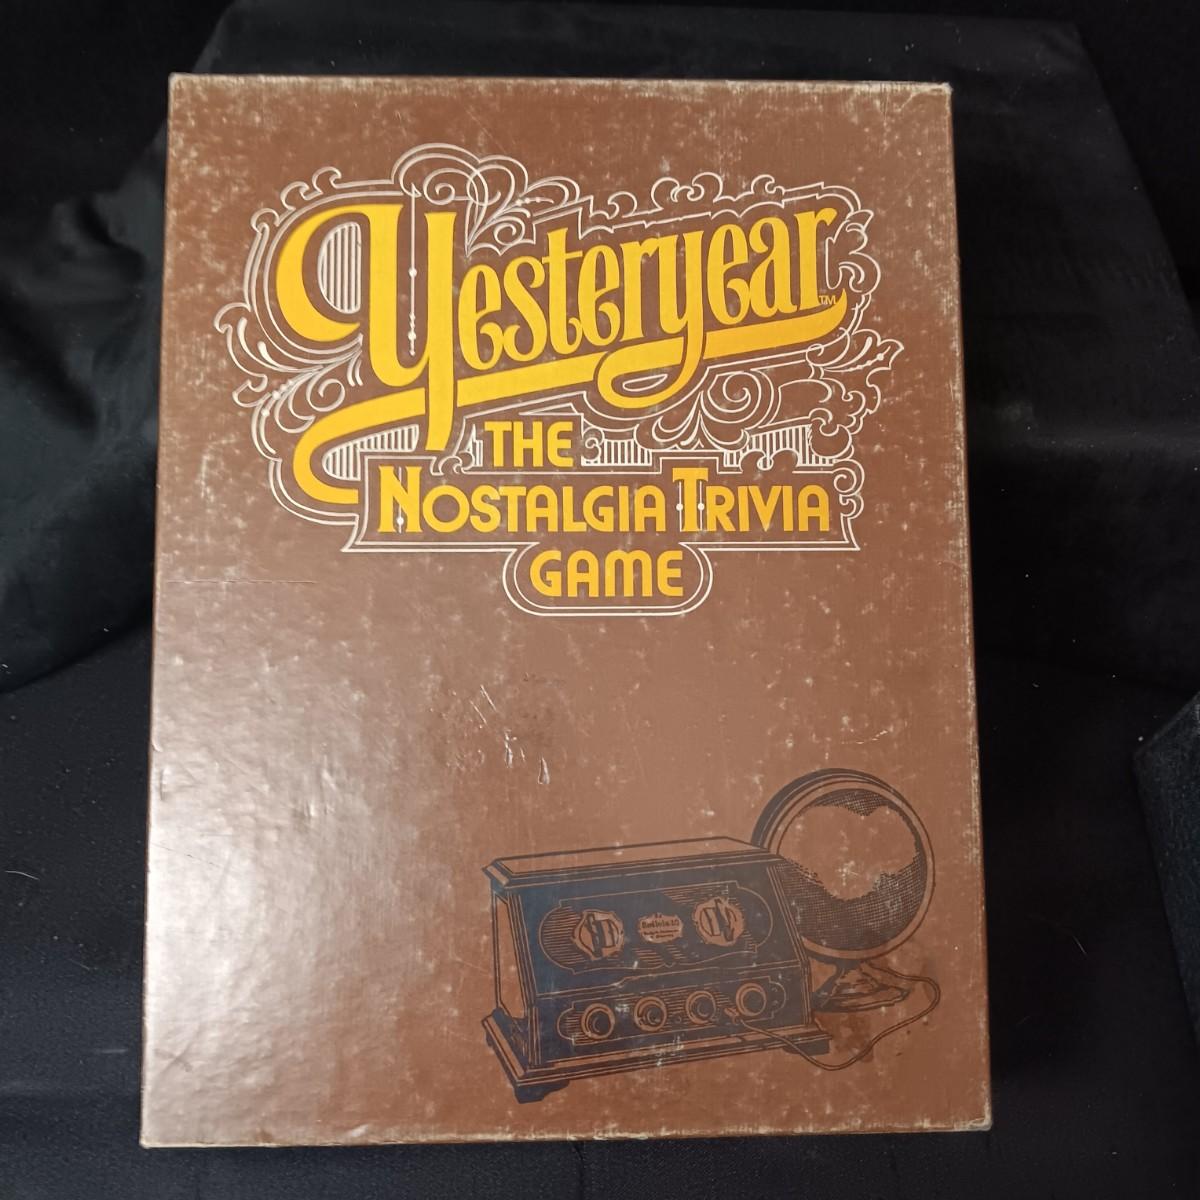 Yesteryear™
THE
NOSTALGIA TRIVIA
GAME